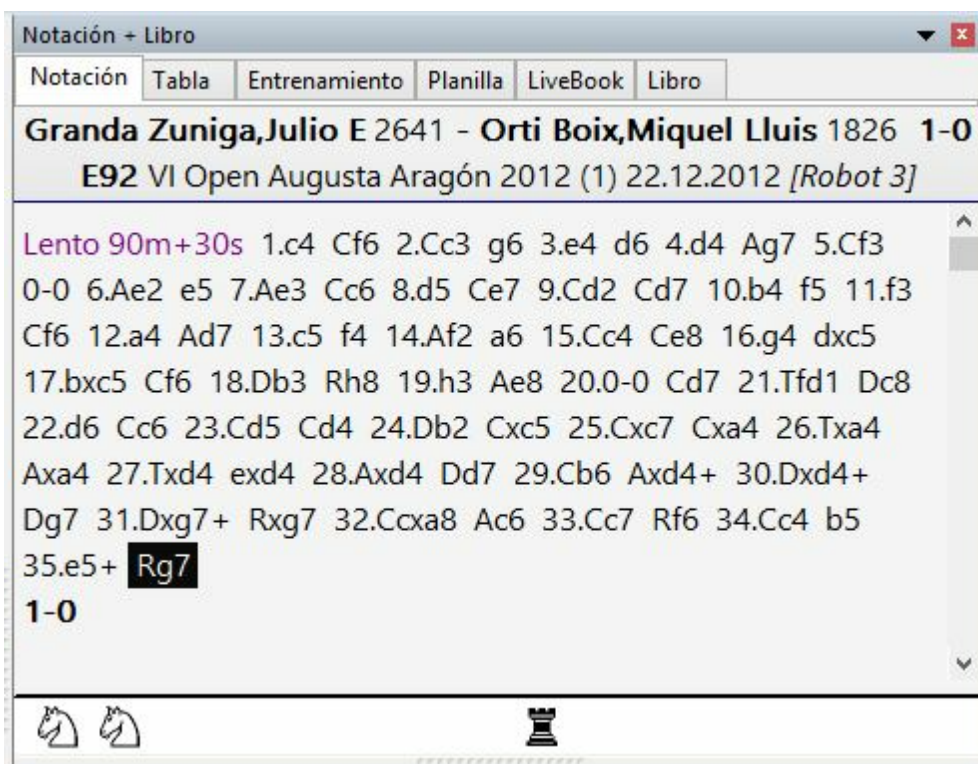 Notación + Libro
Notación Tabla Entrenamiento Planilla LiveBook Libro
Granda Zuniga,Julio E 2641 - Orti Boix,Miquel Lluis 1826 1-0
E92 VI Open Augusta Aragón 2012 (1) 22.12.2012 [Robot 3]
Lento 90m+30s 1.c4 Cf6 2.Cc3 g6 3.e4 d6 4.d4 Ag7 5.Cf3
0-0 6.Ae2 e5 7.Ae3 Cc6 8.d5 Ce7 9.Cd2 Cd7 10.b4 f5 11.f3
Cf6 12.a4 Ad7 13.c5 f4 14.Af2 a6 15.Cc4 Ce8 16.g4 dxc5
17.bxc5 Cf6 18.Db3 Rh8 19.h3 Ae8 20.0-0 Cd7 21.Tfd1 Dc8
22.d6 Cc6 23.Cd5 Cd4 24.Db2 Cxc5 25.Cxc7 Cxa4 26.Txa4
Axa4 27.Txd4 exd4 28.Axd4 Dd7 29.Cb6 Axd4+ 30.Dxd4+
Dg7 31.Dxg7+ Rxg7 32.Ccxa8 Ac6 33.Cc7 Rf6 34.Cc4 b5
35.e5+ Rg7
1-0